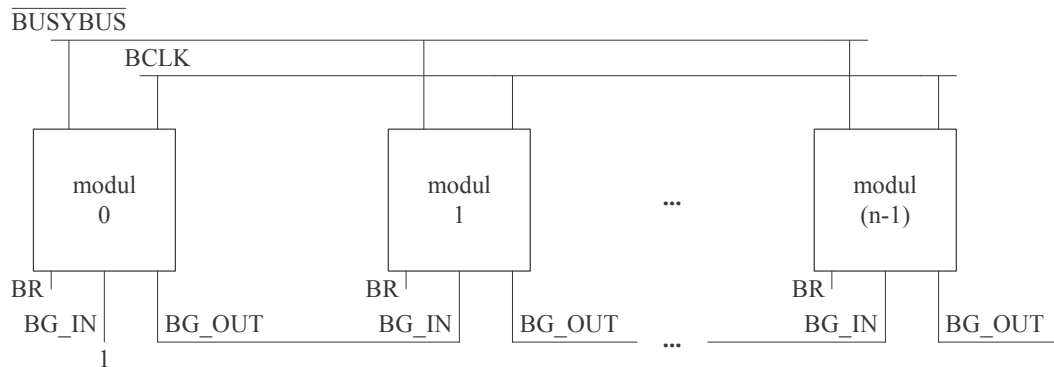 BUSYBUS
BCLK
modul
0
modul
1
...
modul
(n-1)
BR
BR
BR
BG_IN
BG_OUT
BG_IN
BG_OUT
...
BG_IN
BG_OUT
1